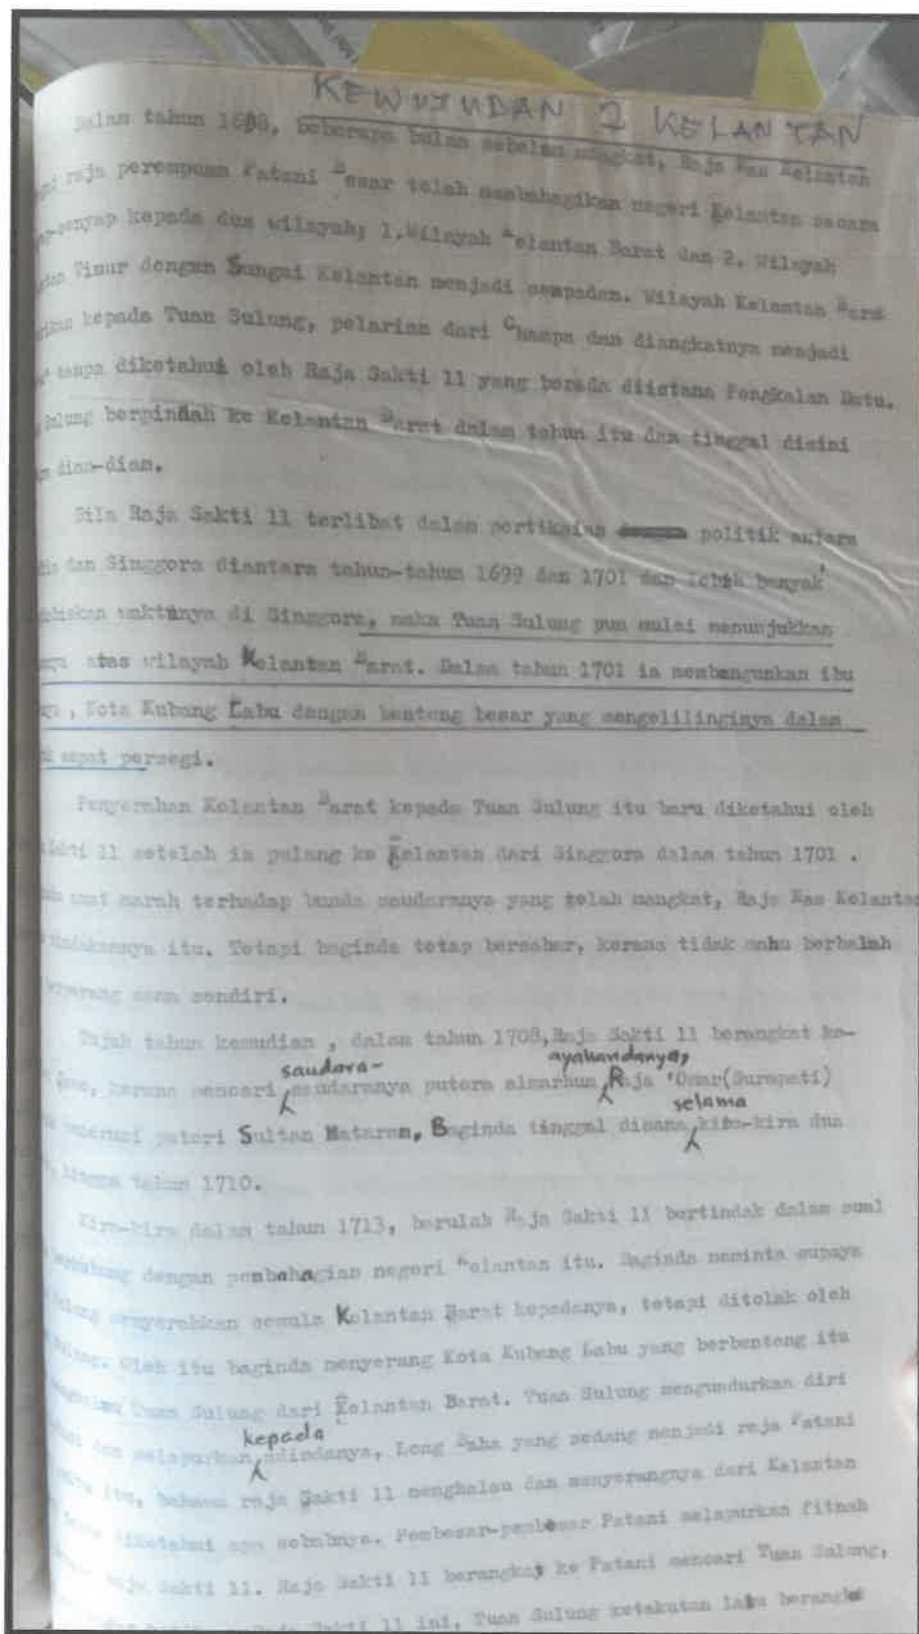 KEWUJUDAN 2 KELANTAN
Dalam tahun 1698, beberapa bulan sebelum mangkat, Raja Mas Kelantan
raja perempuan Patani Besar telah membahagikan negeri Kelantan secara
senyap kepada dua wilayah; 1.Wilayah Kelantan Barat dan 2. Wilayah
Timur dengan Sungai Kelantan menjadi sempadan. Wilayah Kelantan Barat
kepada Tuan Sulung, pelarian dari Champa dan diangkatnya menjadi
tanpa diketahui oleh Raja Sakti 11 yang berada diistana Pengkalan Datu.
Sulung berpindah ke Kelantan Barat dalam tahun itu dan tinggal disini
diam-diam.
Bila Raja Sakti 11 terlibat dalam pertikaian politik antara
dan Singgora diantara tahun-tahun 1699 dan 1701 dan lebih banyak
waktunya di Singgora, maka Tuan Sulung pun mulai menunjukkan
atas wilayah Kelantan Barat. Dalam tahun 1701 ia membangunkan ibu
, Kota Kubang Labu dengan benteng besar yang mengelilinginya dalam
empat persegi.
Penyerahan Kelantan Barat kepada Tuan Sulung itu baru diketahui oleh
Sakti 11 setelah ia pulang ke Kelantan dari Singgora dalam tahun 1701 .
amat marah terhadap bunda saudaranya yang telah mangkat, Raja Mas Kelantan
itu. Tetapi baginda tetap bersabar, kerana tidak mahu berbalah
sama sendiri.
Tujuh tahun kemudian , dalam tahun 1708, Raja Sakti 11 berangkat ke-
saudara- ayahandanya,
kerana mencari saudaranya putera almarhum Raja 'Omar(Surapati)
selama
puteri Sultan Mataram, Baginda tinggal disana kira-kira dua
hingga tahun 1710.
Kira-kira dalam tahun 1713, barulah Raja Sakti 11 bertindak dalam soal
berhubung dengan pembahagian negeri Kelantan itu. Baginda meminta supaya
menyerahkan semula Kelantan Barat kepadanya, tetapi ditolak oleh
Sulung. Oleh itu baginda menyerang Kota Kubang Labu yang berbenteng itu
Tuan Sulung dari Kelantan Barat. Tuan Sulung mengundurkan diri
kepada
dan melapurkan adindanya, Long Baha yang sedang menjadi raja Patani
itu, bahawa raja Sakti 11 menghalau dan menyerangnya dari Kelantan
diketahui apa sebabnya. Pembesar-pembesar Patani melapurkan fitnah
Raja Sakti 11. Raja Sakti 11 berangkat ke Patani mencari Tuan Sulung,
Sakti 11 ini, Tuan Sulung ketakutan lalu berangkat